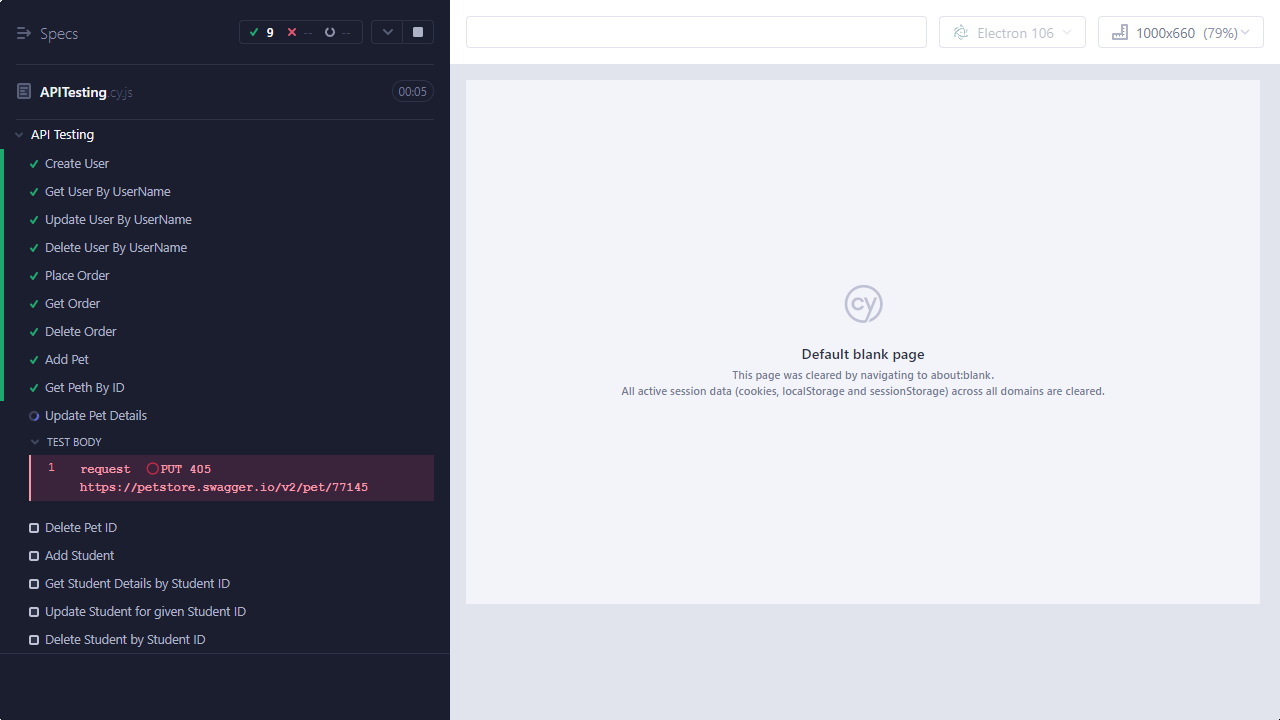 Specs
9 -- --
APITesting.cy.js
00:05
API Testing
Create User
Get User By UserName
Update User By UserName
Delete User By UserName
Place Order
Get Order
Delete Order
Add Pet
Get Peth By ID
Update Pet Details
TEST BODY
1 request PUT 405
https://petstore.swagger.io/v2/pet/77145
Delete Pet ID
Add Student
Get Student Details by Student ID
Update Student for given Student ID
Delete Student by Student ID
Electron 106
1000x660 (79%)
cy
Default blank page
This page was cleared by navigating to about:blank.
All active session data (cookies, localStorage and sessionStorage) across all domains are cleared.